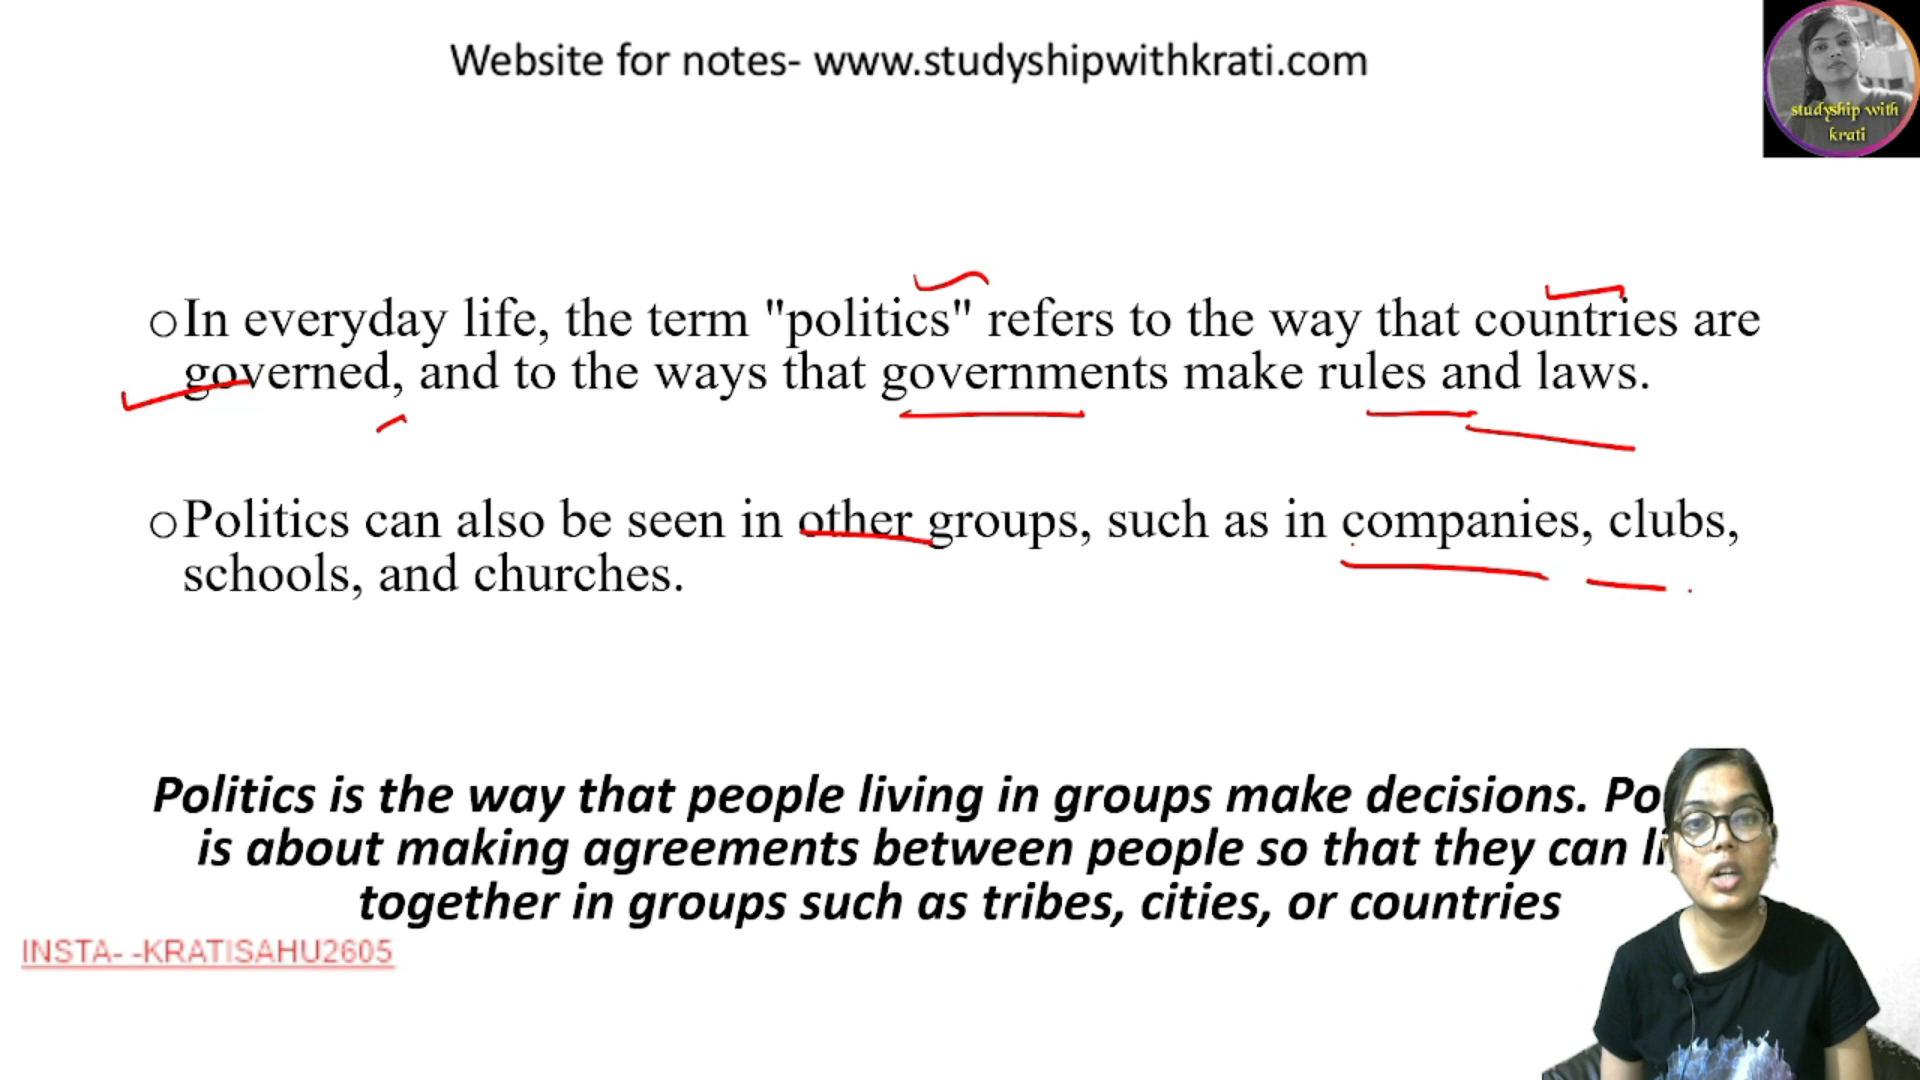 Website for notes- www.studyshipwithkrati.com
studyship with
krati
○In everyday life, the term "politics" refers to the way that countries are
governed, and to the ways that governments make rules and laws.
○Politics can also be seen in other groups, such as in companies, clubs,
schools, and churches.
Politics is the way that people living in groups make decisions. Po
is about making agreements between people so that they can li
together in groups such as tribes, cities, or countries
INSTA- -KRATISAHU2605